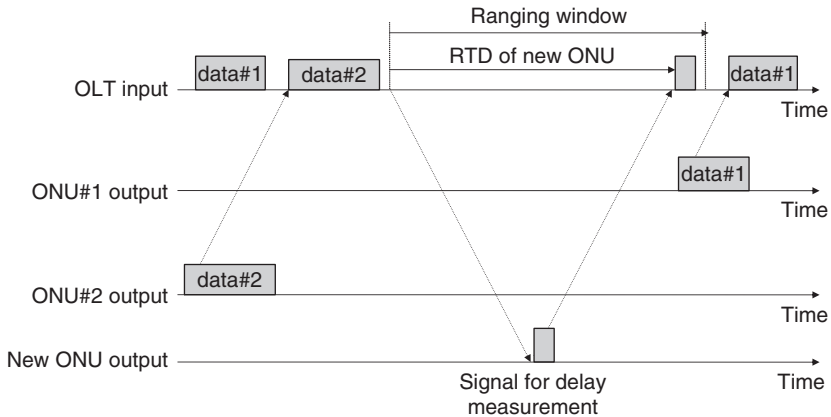 Ranging window
RTD of new ONU
data#1
data#2
data#1
OLT input
Time
data#1
ONU#1 output
Time
data#2
ONU#2 output
Time
New ONU output
Signal for delay
measurement
Time